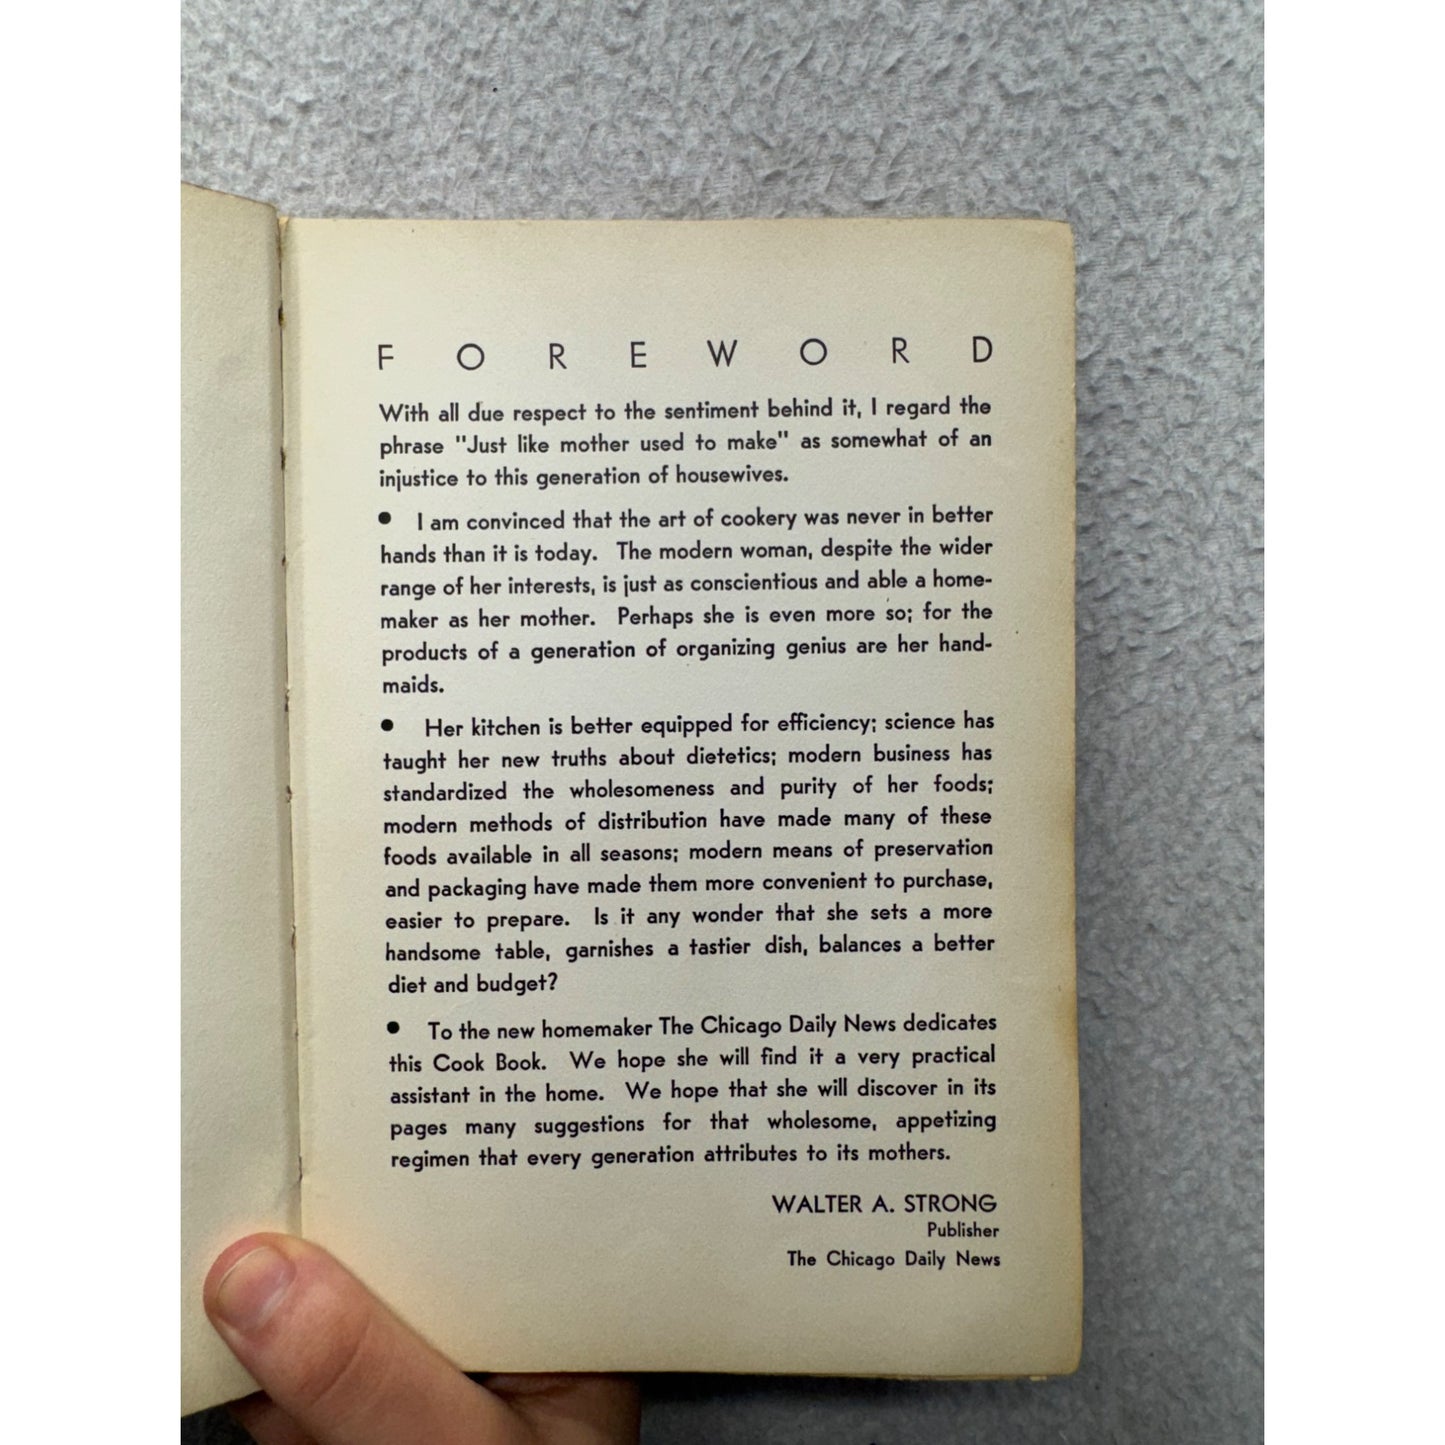 FOREWORD
With all due respect to the sentiment behind it, I regard the
phrase "Just like mother used to make" as somewhat of an
injustice to this generation of housewives.
● I am convinced that the art of cookery was never in better
hands than it is today. The modern woman, despite the wider
range of her interests, is just as conscientious and able a home-
maker as her mother. Perhaps she is even more so; for the
products of a generation of organizing genius are her hand-
maids.
● Her kitchen is better equipped for efficiency; science has
taught her new truths about dietetics; modern business has
standardized the wholesomeness and purity of her foods;
modern methods of distribution have made many of these
foods available in all seasons; modern means of preservation
and packaging have made them more convenient to purchase,
easier to prepare. Is it any wonder that she sets a more
handsome table, garnishes a tastier dish, balances a better
diet and budget?
● To the new homemaker The Chicago Daily News dedicates
this Cook Book. We hope she will find it a very practical
assistant in the home. We hope that she will discover in its
pages many suggestions for that wholesome, appetizing
regimen that every generation attributes to its mothers.
WALTER A. STRONG
Publisher
The Chicago Daily News